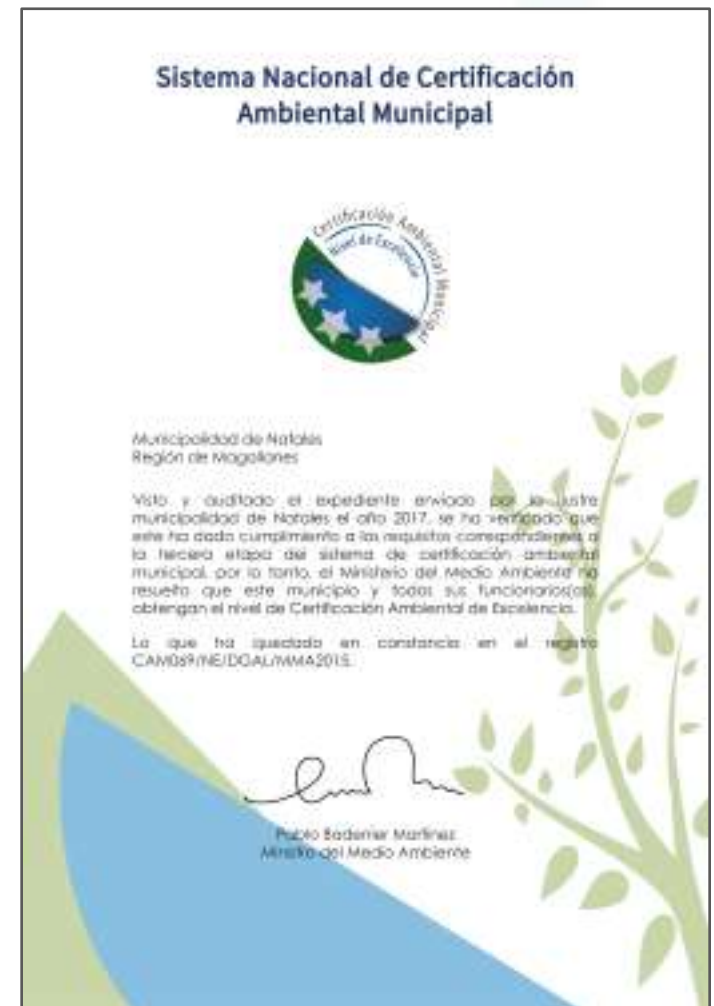 Sistema Nacional de Certificación
Ambiental Municipal
Certificación Ambiental Municipal
Nivel de Excelencia
Municipalidad de Natales
Región de Magallanes
Visto y auditado el expediente enviado por la ilustre
municipalidad de Natales el año 2017, se ha verificado que
este ha dado cumplimiento a los requisitos correspondientes a
la tercera etapa del sistema de certificación ambiental
municipal, por lo tanto, el Ministerio del Medio Ambiente ha
resuelto que este municipio y todos sus funcionarios(as),
obtengan el nivel de Certificación Ambiental de Excelencia.
Lo que ha quedado en constancia en el registro
CAM069/NE/DGAL/MMA2015.
Pablo Badenier Martínez
Ministro del Medio Ambiente